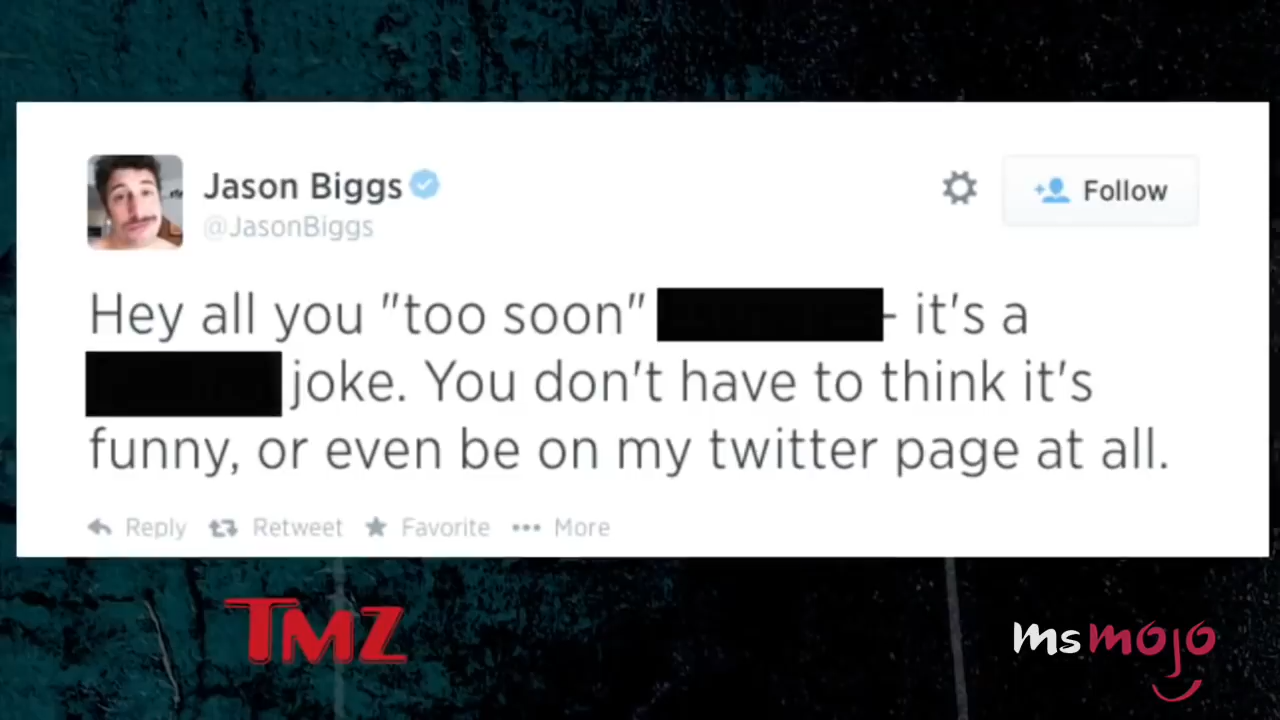 Jason Biggs
@JasonBiggs
Follow
Hey all you "too soon" - it's a
joke. You don't have to think it's
funny, or even be on my twitter page at all.
Reply Retweet Favorite More
TMZ
msmojo